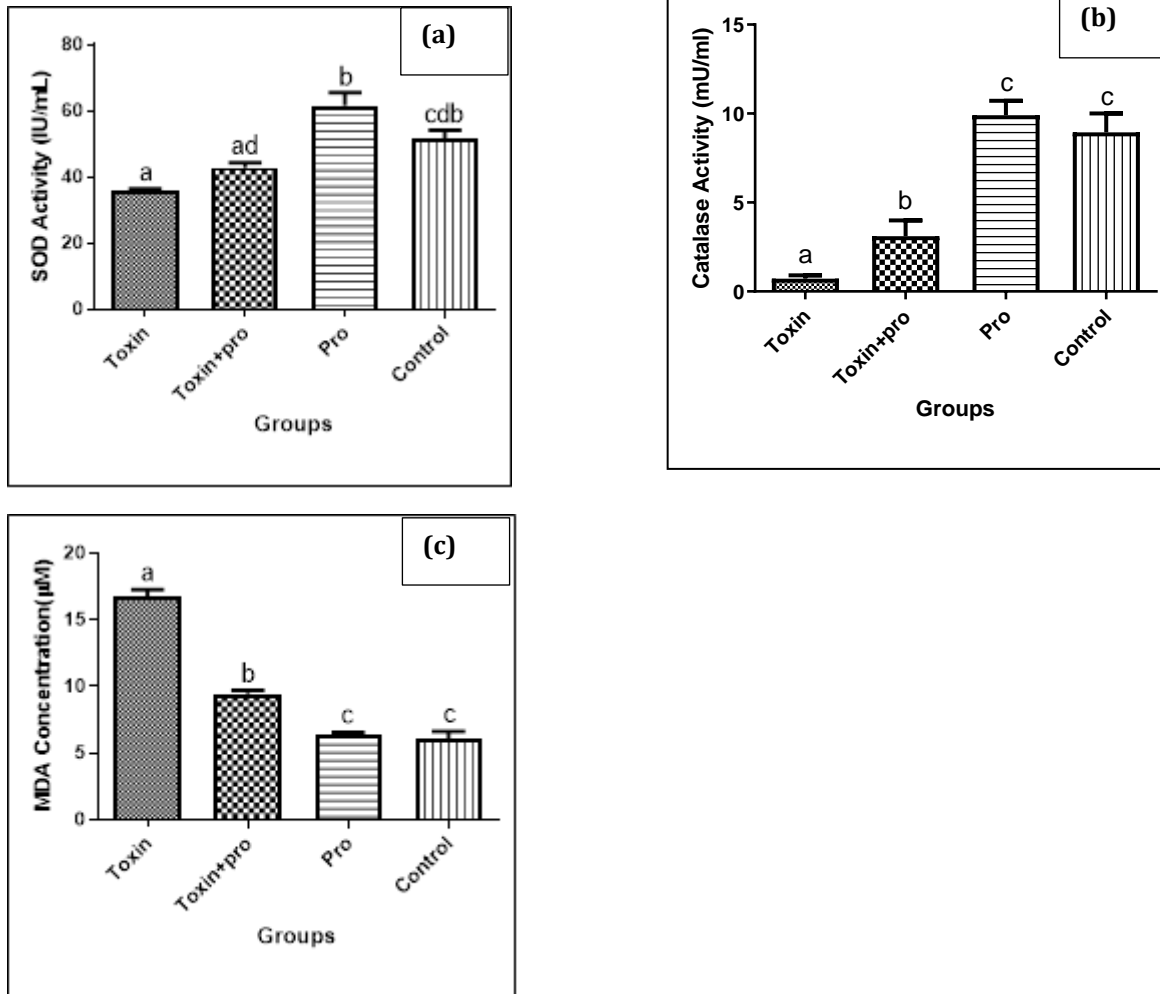 (a)
SOD Activity (IU/mL)
80
60
40
20
0
a
ad
b
cdb
Toxin
Toxin+pro
Pro
Control
Groups
(b)
Catalase Activity (mU/ml)
15
10
5
0
a
b
c
c
Toxin
Toxin+pro
Pro
Control
Groups
(c)
MDA Concentration(µM)
20
15
10
5
0
a
b
c
c
Toxin
Toxin+pro
Pro
Control
Groups